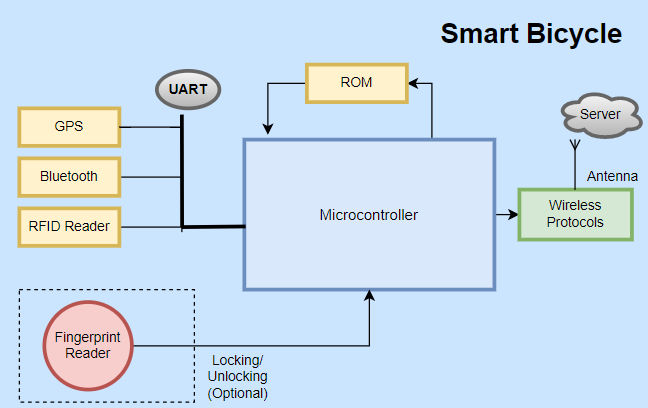 Smart Bicycle
ROM
UART
GPS
Server
Bluetooth
Antenna
Microcontroller
Wireless
Protocols
RFID Reader
Fingerprint
Reader
Locking/
Unlocking
(Optional)